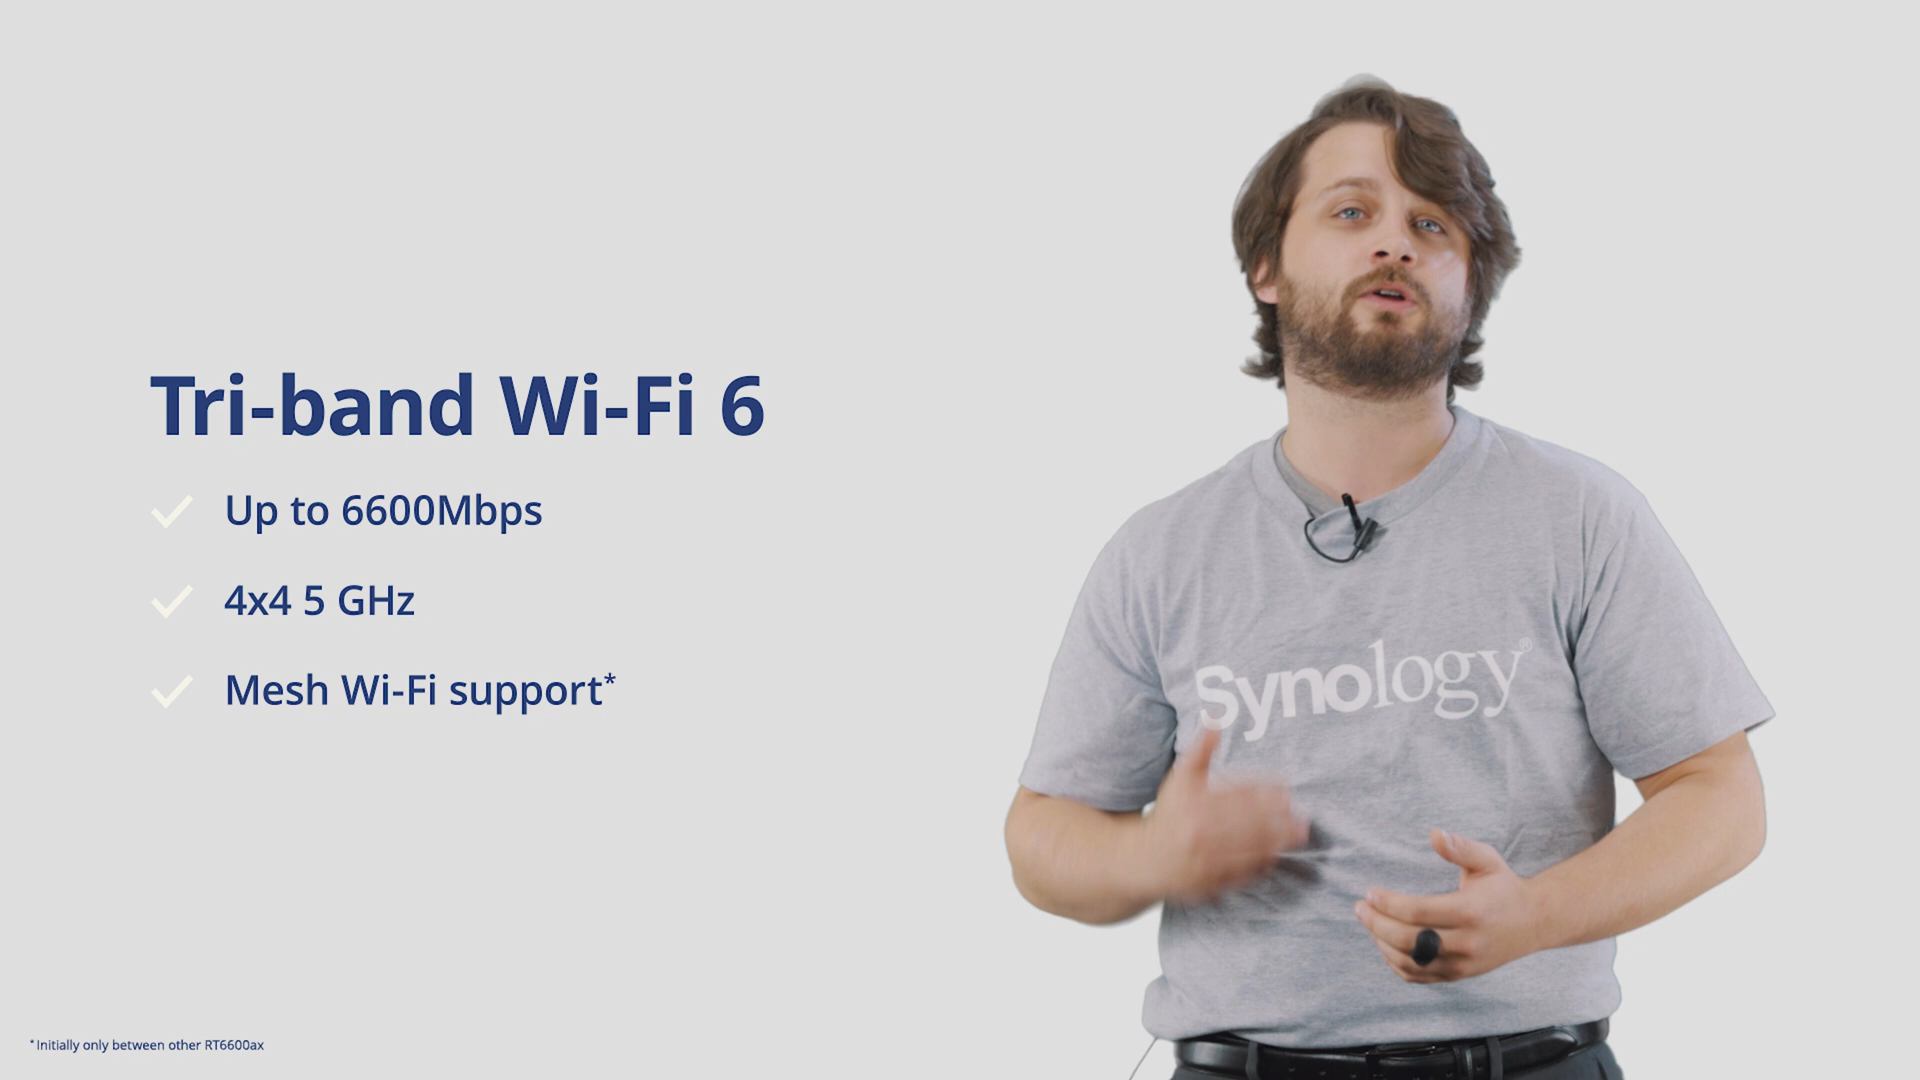 Tri-band Wi-Fi 6
Up to 6600Mbps
4x4 5 GHz
Mesh Wi-Fi support*
Synology®
*Initially only between other RT6600ax